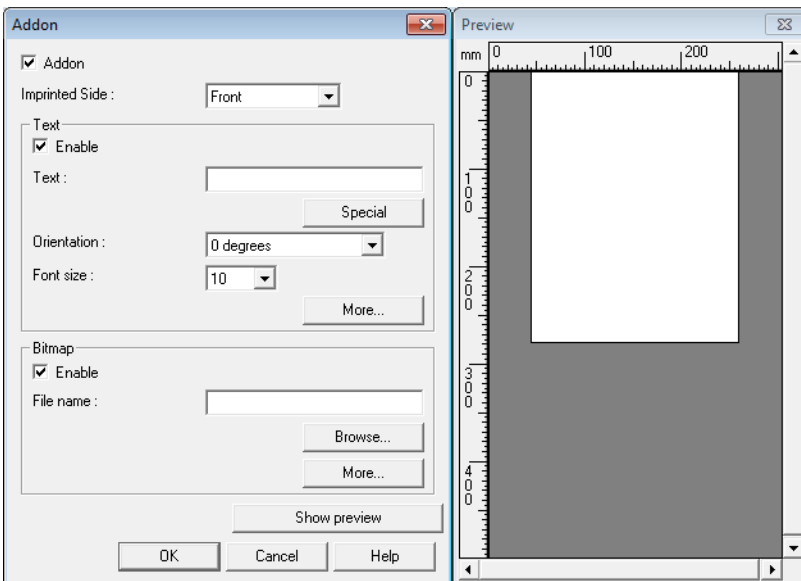 Addon
Addon
Imprinted Side :
Front
Text
Enable
Text :
Special
Orientation :
0 degrees
Font size :
10
More...
Bitmap
Enable
File name :
Browse...
More...
Show preview
OK
Cancel
Help
Preview
mm
0
100
200
0
100
200
300
400